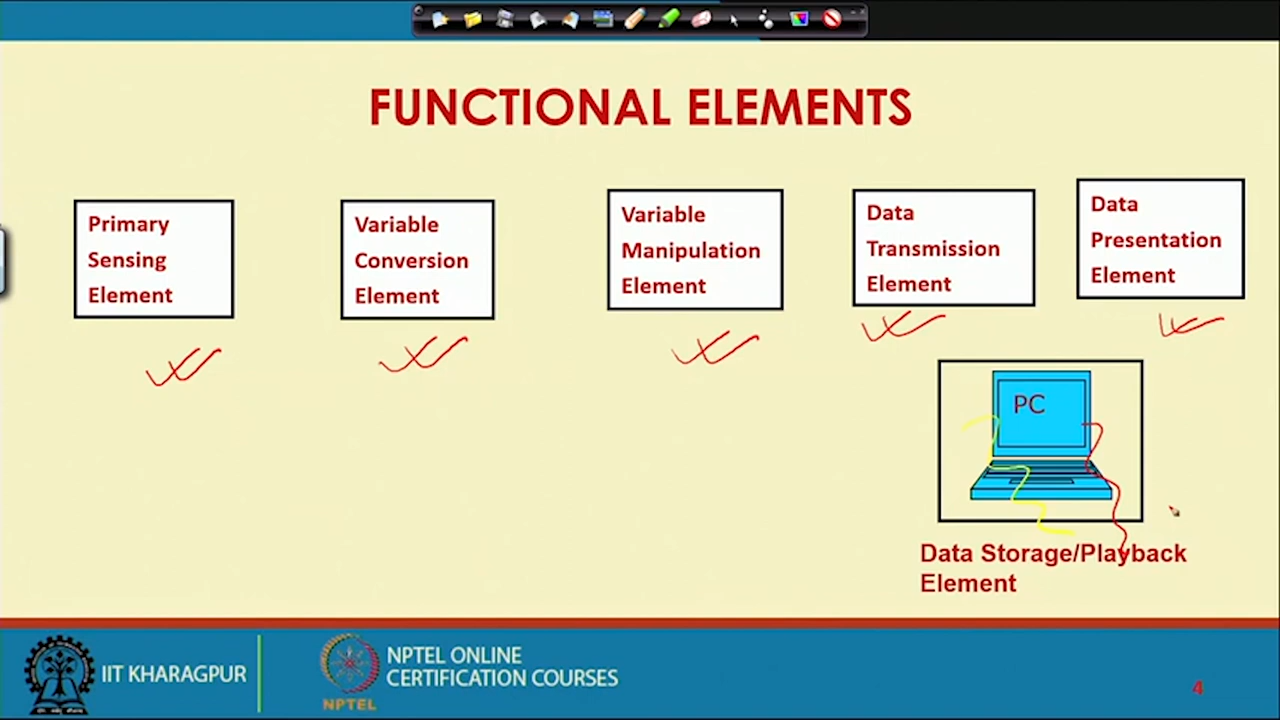 FUNCTIONAL ELEMENTS
Primary
Sensing
Element
Variable
Conversion
Element
Variable
Manipulation
Element
Data
Transmission
Element
Data
Presentation
Element
PC
Data Storage/Playback
Element
IIT KHARAGPUR
NPTEL
NPTEL ONLINE
CERTIFICATION COURSES
4